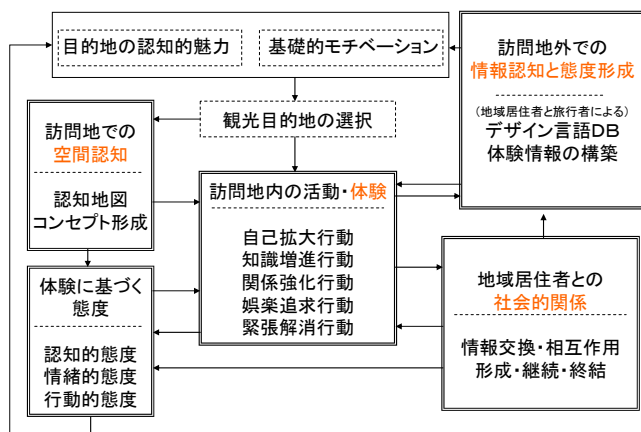 目的地の認知的魅力
基礎的モチベーション
訪問地外での
情報認知と態度形成
(地域居住者と旅行者による)
デザイン言語DB
体験情報の構築
観光目的地の選択
訪問地での
空間認知
認知地図
コンセプト形成
訪問地内の活動・体験
自己拡大行動
知識増進行動
関係強化行動
娯楽追求行動
緊張解消行動
体験に基づく
態度
認知的態度
情緒的態度
行動的態度
地域居住者との
社会的関係
情報交換・相互作用
形成・継続・終結